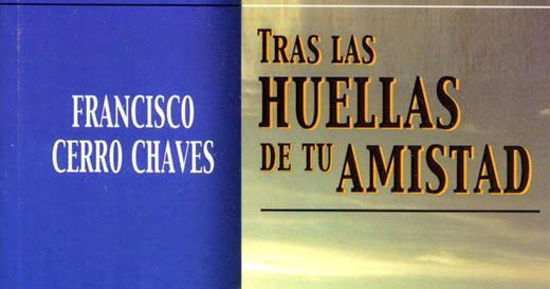 FRANCISCO
CERRO CHAVES
TRAS LAS
HUELLAS
DE TU AMISTAD